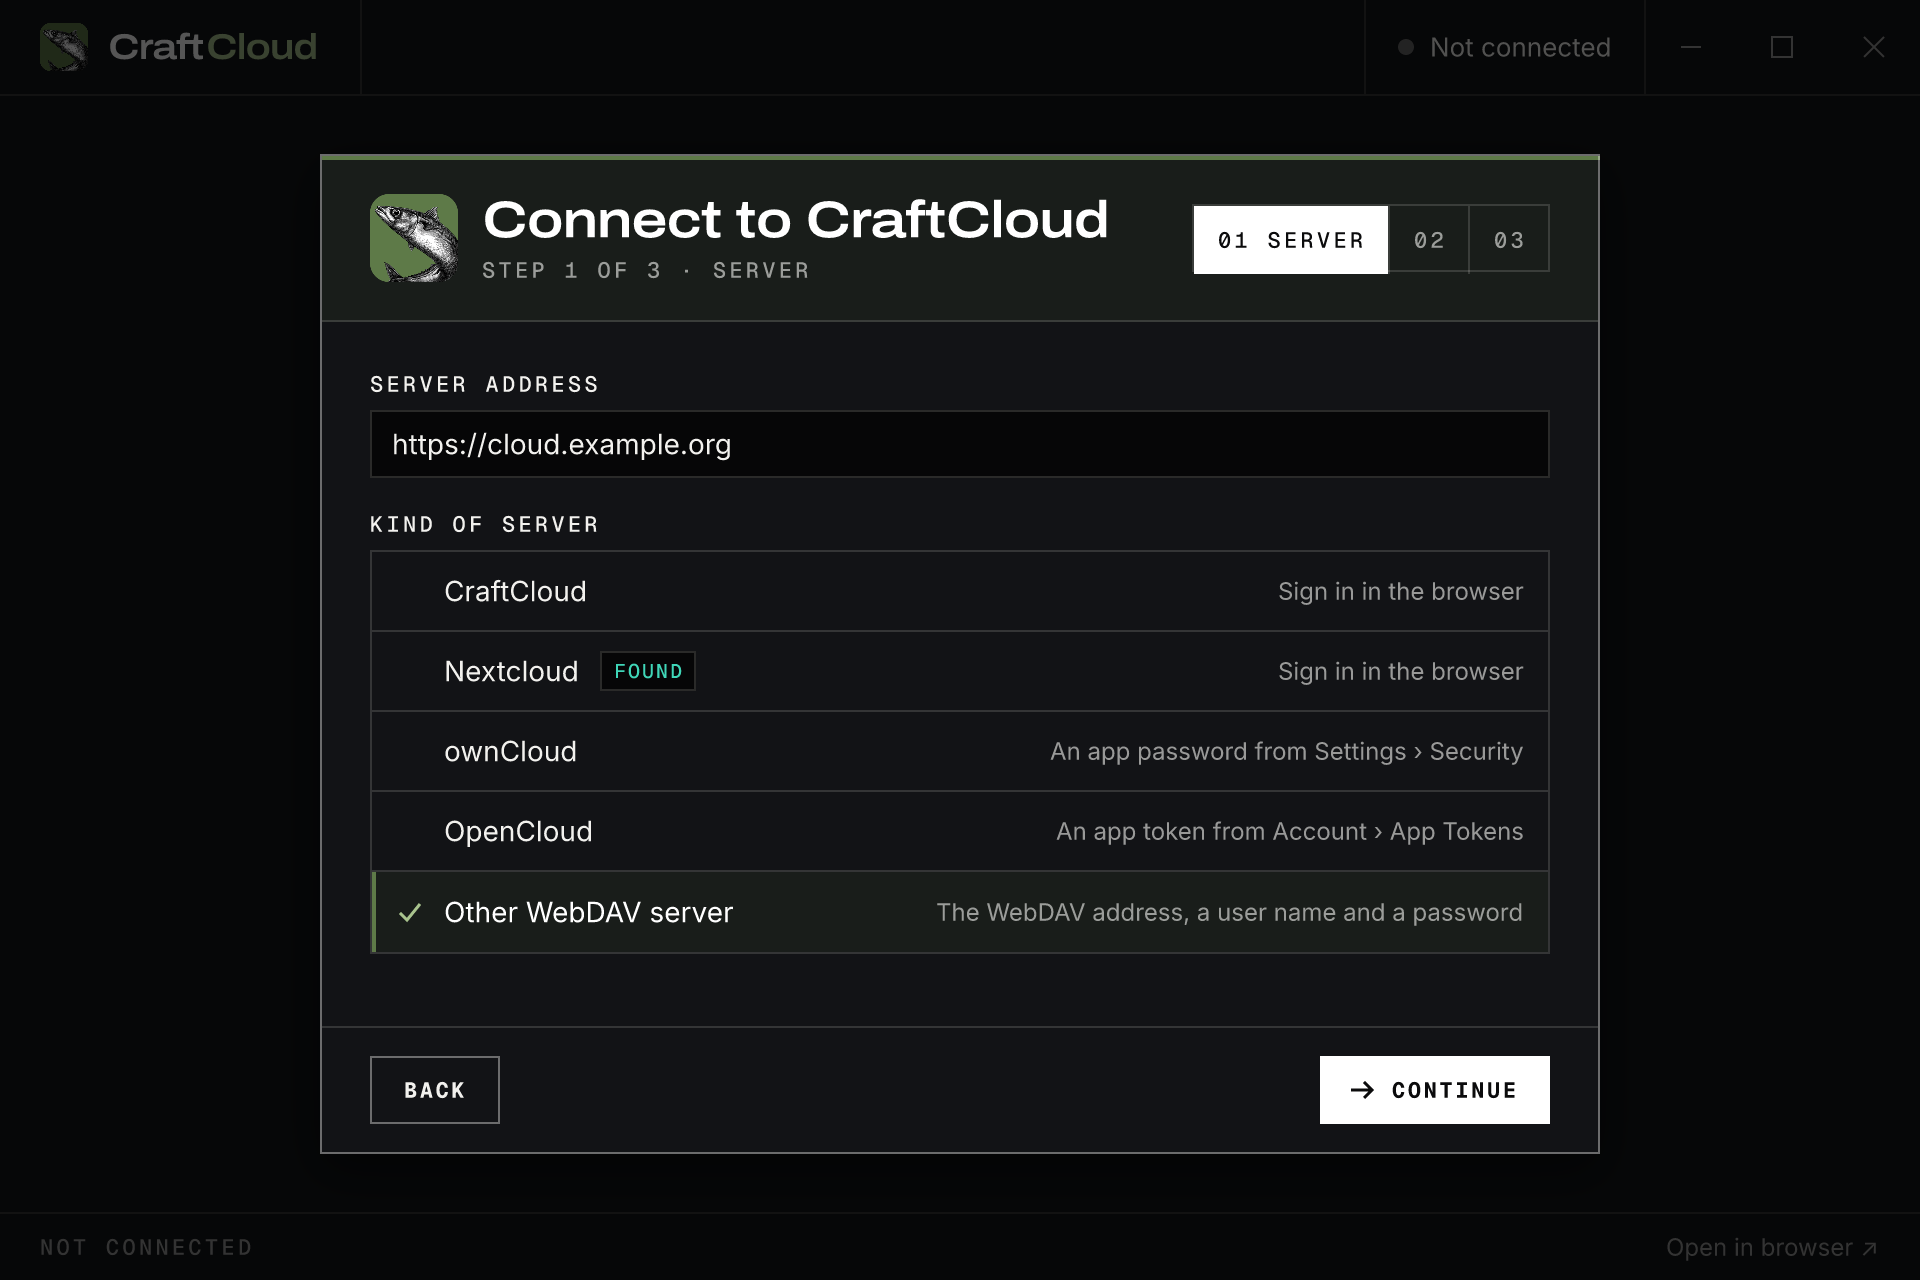 CraftCloud
Not connected
Connect to CraftCloud
STEP 1 OF 3 · SERVER
01 SERVER 02 03
SERVER ADDRESS
https://cloud.example.org
KIND OF SERVER
CraftCloud Sign in in the browser
Nextcloud FOUND Sign in in the browser
ownCloud An app password from Settings › Security
OpenCloud An app token from Account › App Tokens
Other WebDAV server The WebDAV address, a user name and a password
BACK → CONTINUE
NOT CONNECTED Open in browser ↗